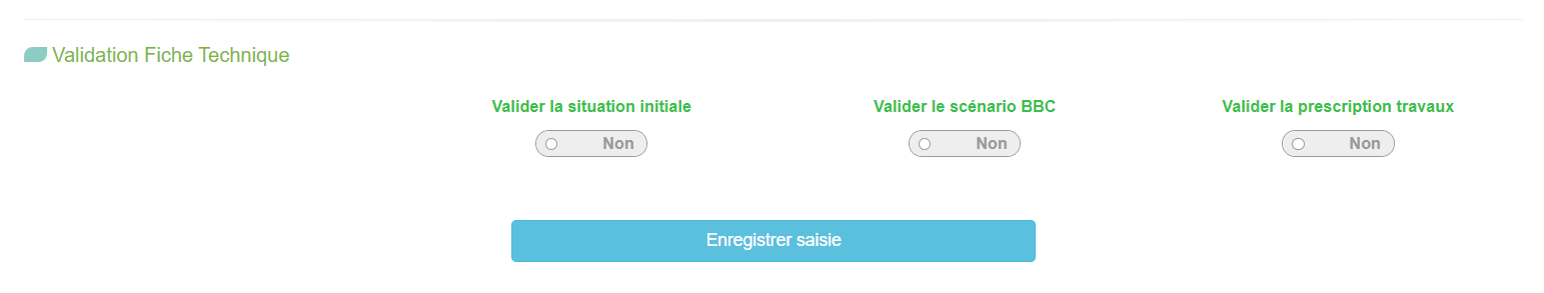 Validation Fiche Technique
Valider la situation initiale Valider le scénario BBC Valider la prescription travaux
Non Non Non
Enregistrer saisie